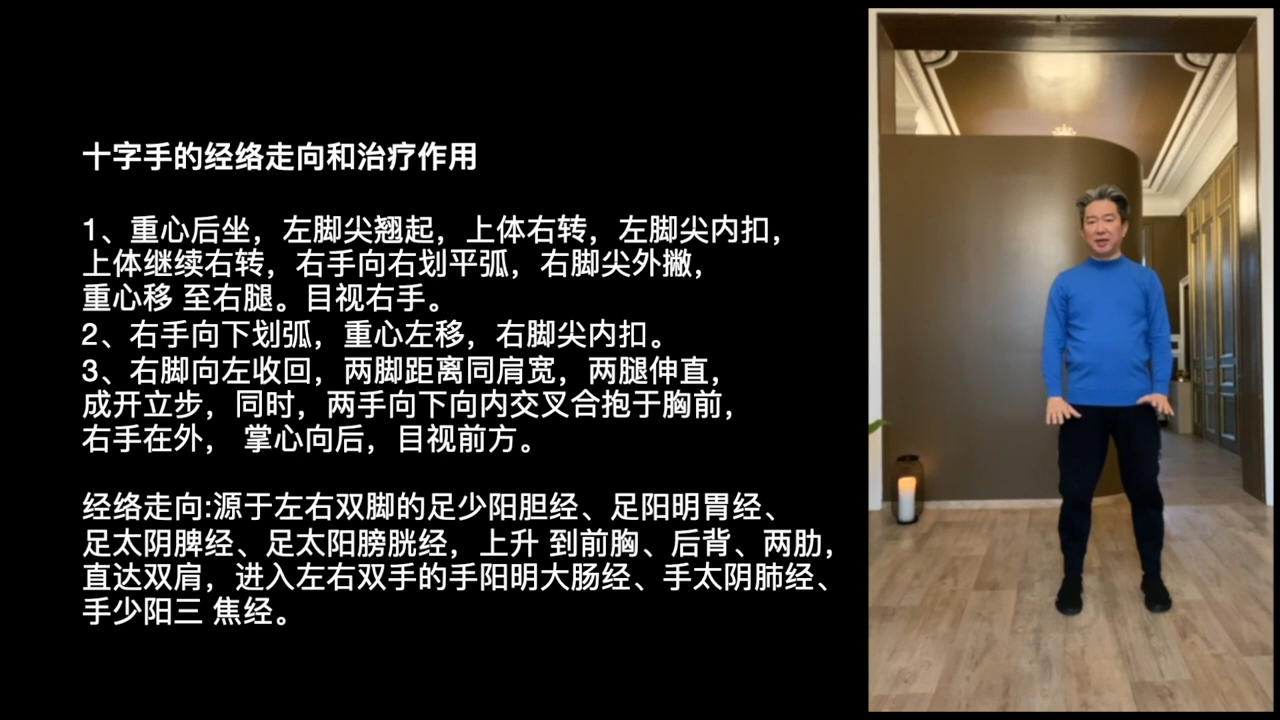 十字手的经络走向和治疗作用
1、重心后坐，左脚尖翘起，上体右转，左脚尖内扣，
上体继续右转，右手向右划平弧，右脚尖外撇，
重心移 至右腿。目视右手。
2、右手向下划弧，重心左移，右脚尖内扣。
3、右脚向左收回，两脚距离同肩宽，两腿伸直，
成开立步，同时，两手向下向内交叉合抱于胸前，
右手在外， 掌心向后，目视前方。
经络走向:源于左右双脚的足少阳胆经、足阳明胃经、
足太阴脾经、足太阳膀胱经，上升 到前胸、后背、两肋，
直达双肩，进入左右双手的手阳明大肠经、手太阴肺经、
手少阳三 焦经。